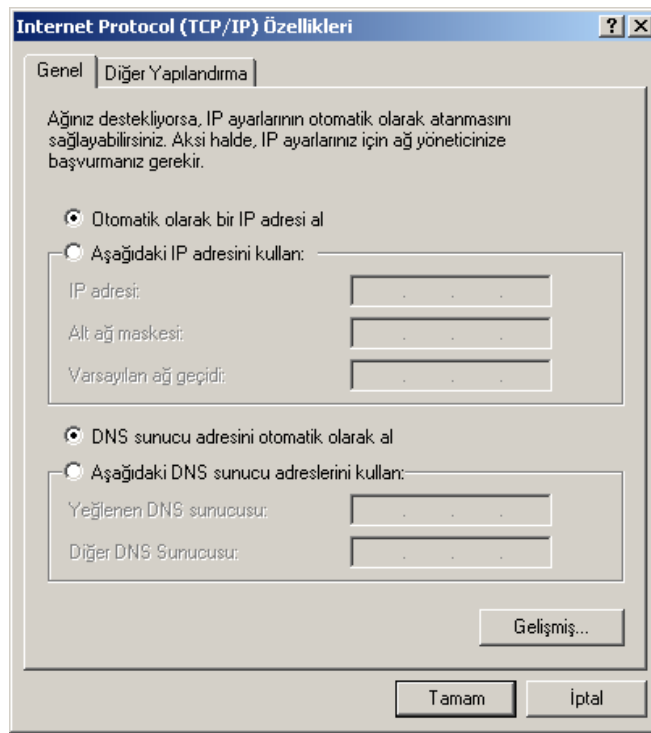 Internet Protocol (TCP/IP) Özellikleri
Genel
Diğer Yapılandırma
Ağınız destekliyorsa, IP ayarlarının otomatik olarak atanmasını
sağlayabilirsiniz. Aksi halde, IP ayarlarınız için ağ yöneticinize
başvurmanız gerekir.
Otomatik olarak bir IP adresi al
Aşağıdaki IP adresini kullan:
IP adresi:
Alt ağ maskesi:
Varsayılan ağ geçidi:
DNS sunucu adresini otomatik olarak al
Aşağıdaki DNS sunucu adreslerini kullan:
Yeğlenen DNS sunucusu:
Diğer DNS Sunucusu:
Gelişmiş...
Tamam
İptal